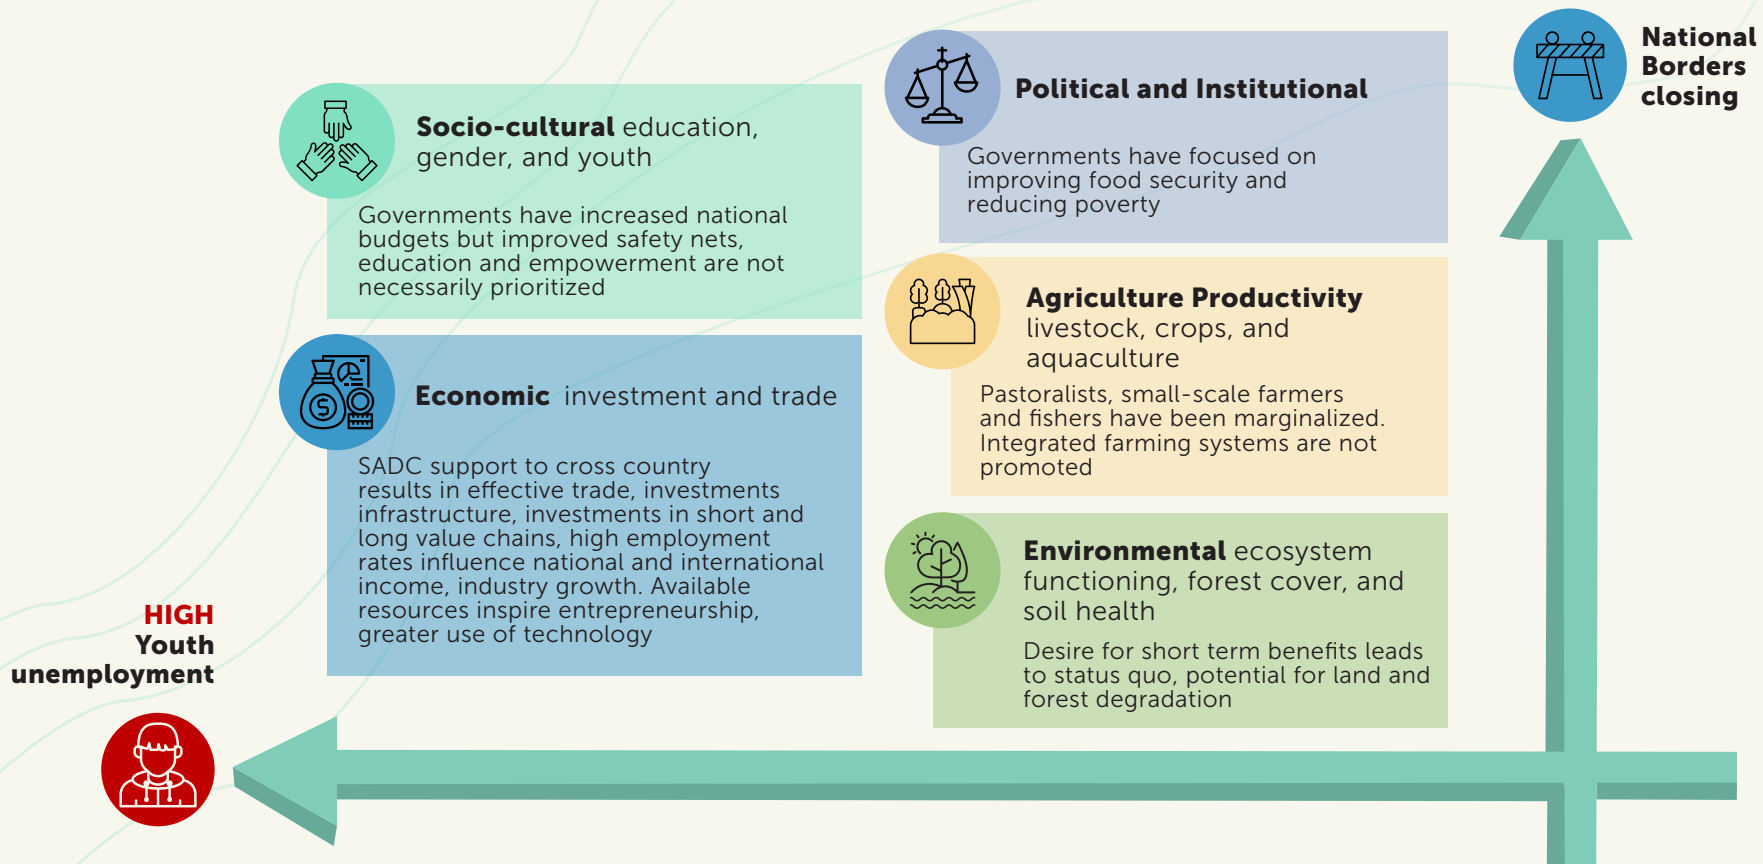 Socio-cultural education,
gender, and youth
Governments have increased national
budgets but improved safety nets,
education and empowerment are not
necessarily prioritized
Economic investment and trade
SADC support to cross country
results in effective trade, investments
infrastructure, investments in short and
long value chains, high employment
rates influence national and international
income, industry growth. Available
resources inspire entrepreneurship,
greater use of technology
Political and Institutional
Governments have focused on
improving food security and
reducing poverty
Agriculture Productivity
livestock, crops, and
aquaculture
Pastoralists, small-scale farmers
and fishers have been marginalized.
Integrated farming systems are not
promoted
Environmental ecosystem
functioning, forest cover, and
soil health
Desire for short term benefits leads
to status quo, potential for land and
forest degradation
National
Borders
closing
HIGH
Youth
unemployment